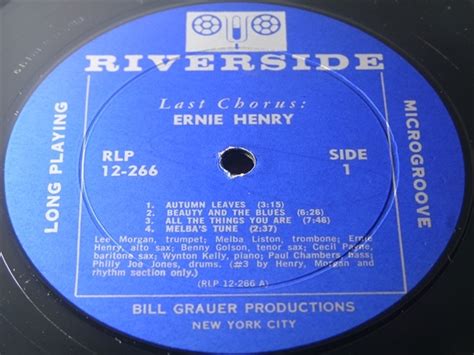 RIVERSIDE
LONG PLAYING
MICROGROOVE
Last Chorus:
ERNIE HENRY
RLP
12-266
SIDE
1
1. AUTUMN LEAVES (3:15)
2. BEAUTY AND THE BLUES (6:26)
3. ALL THE THINGS YOU ARE (7:46)
4. MELBA'S TUNE (2:37)
Lee Morgan, trumpet; Melba Liston, trombone; Ernie
Henry, alto sax; Benny Golson, tenor sax; Cecil Payne,
baritone sax; Wynton Kelly, piano; Paul Chambers, bass;
Philly Joe Jones, drums. (#3 by Henry, Morgan and
rhythm section only.)
(RLP 12-266 A)
BILL GRAUER PRODUCTIONS
NEW YORK CITY